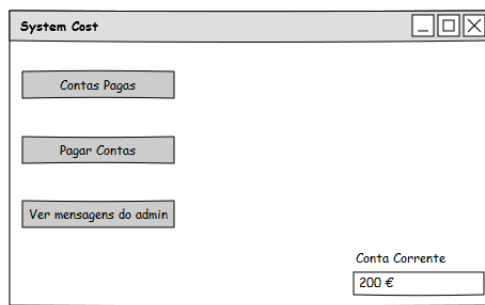 System Cost
Contas Pagas
Pagar Contas
Ver mensagens do admin
Conta Corrente
200 €